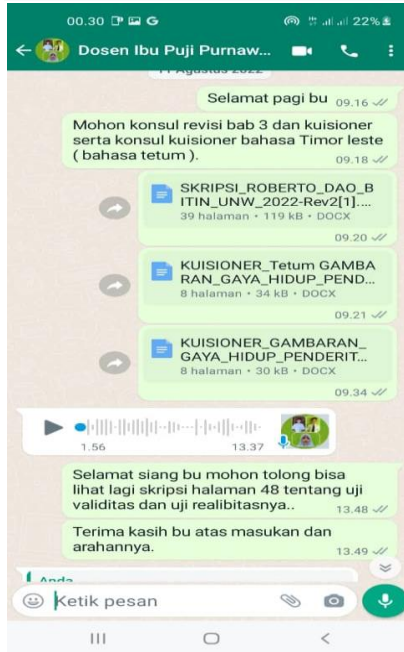 00.30 G 22%
Dosen Ibu Puji Purnaw...
11 Agustus 2022
Selamat pagi bu 09.16
Mohon konsul revisi bab 3 dan kuisioner
serta konsul kuisioner bahasa Timor leste
( bahasa tetum ). 09.18
SKRIPSI_ROBERTO_DAO_B
ITIN_UNW_2022-Rev2[1]....
39 halaman • 119 kB • DOCX
09.20
KUISIONER_Tetum GAMBA
RAN_GAYA_HIDUP_PEND...
8 halaman • 34 kB • DOCX
09.21
KUISIONER_GAMBARAN_
GAYA_HIDUP_PENDERIT...
8 halaman • 30 kB • DOCX
09.34
1.56 13.37
Selamat siang bu mohon tolong bisa
lihat lagi skripsi halaman 48 tentang uji
validitas dan uji realibitasnya.. 13.48
Terima kasih bu atas masukan dan
arahannya. 13.49
Anda
Ketik pesan